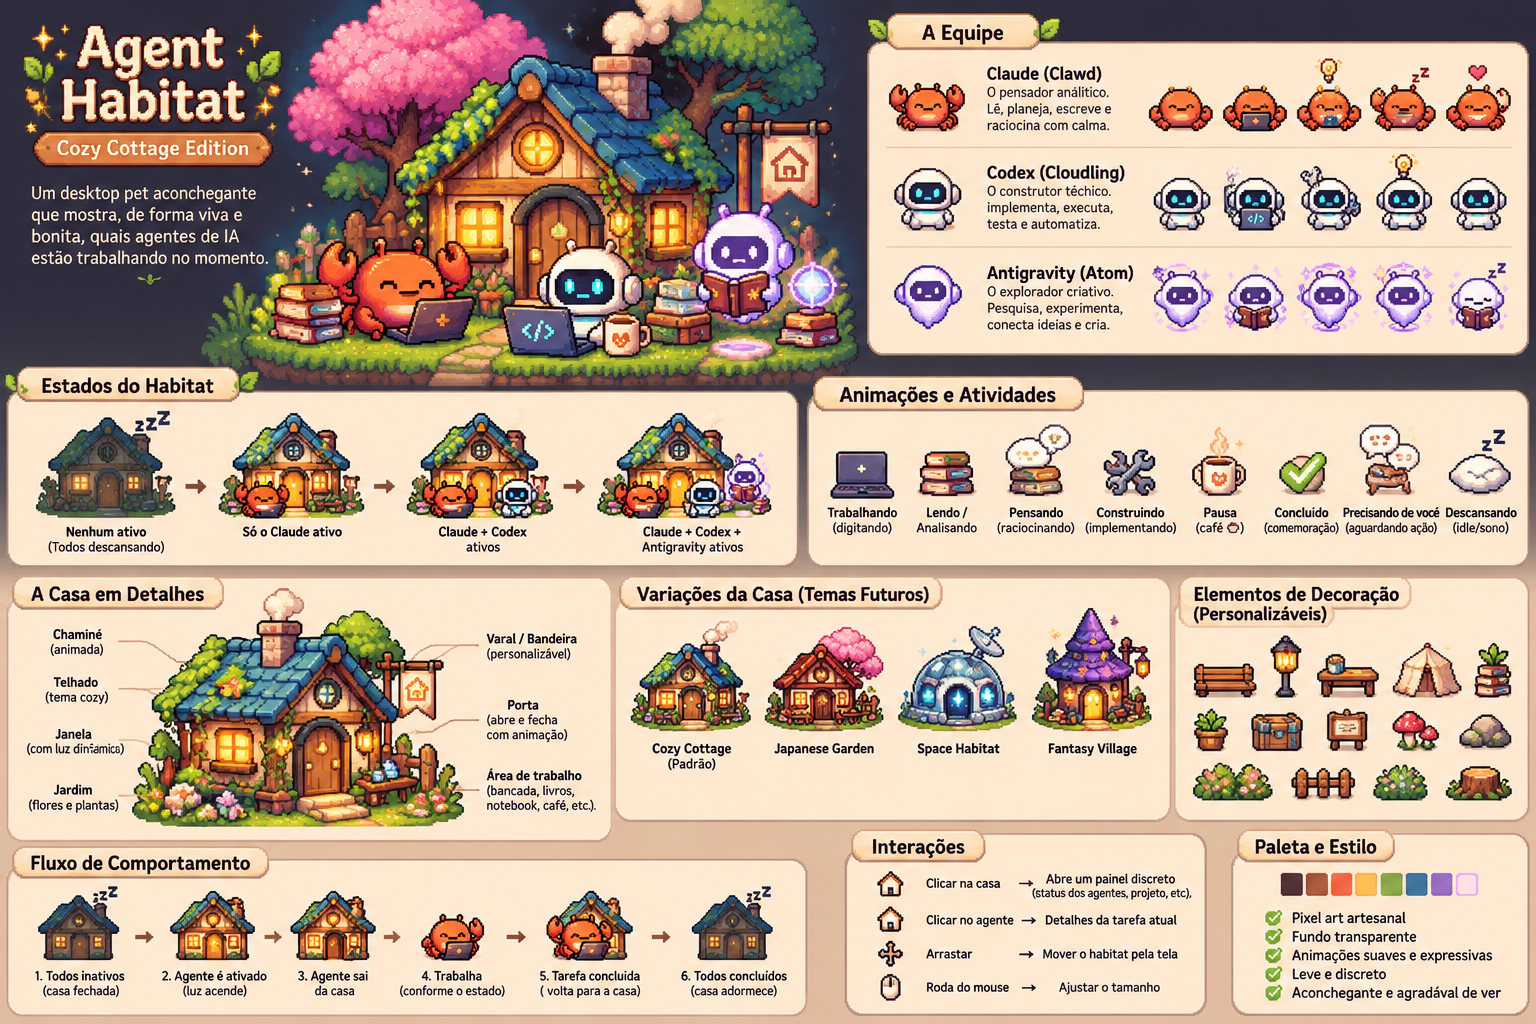 Agent
Habitat
Cozy Cottage Edition
Um desktop pet aconchegante
que mostra, de forma viva e
bonita, quais agentes de IA
estão trabalhando no momento.
A Equipe
Claude (Clawd)
O pensador análitico.
Lê, planeja, escreve e
raciocina com calma.
zZ
Codex (Cloudling)
O construtor téchico.
implementa, executa,
testa e automatiza.
</>
Antigravity (Atom)
O explorador criativo.
Pesquisa, experimenta,
conecta ideias e cria.
zZ
</>
Estados do Habitat
zzZ
Nenhum ativo
(Todos descansando)
Só o Claude ativo
Claude + Codex
ativos
Claude + Codex +
Antigravity ativos
Animações e Atividades
zZ
Trabalhando
(digitando)
Lendo /
Analisando
Pensando
(raciocinando)
Construindo
(implementando)
Pausa
(café ☕)
Concluido
(comemoração)
Precisando de você
(aguardando ação)
Descansando
(idle/sono)
A Casa em Detalhes
Chaminé
(animada)
Telhado
(tema cozy)
Janela
(com luz
Jardim
(flores e plantas)
Varal / Bandeira
(personalizável)
Porta
(abre e fecha
com animação)
Área de trabalho
(bancada, livros,
notebook, café, etc.).
Variações da Casa (Temas Futuros)
Cozy Cottage
(Padrão)
Japanese Garden
Space Habitat
Fantasy Village
Elementos de Decoração
(Personalizáveis)
Fluxo de Comportamento
zzZ
1. Todos inativos
(casa fechada)
2. Agente é ativado
(luz acende)
3. Agente sai
da casa
4. Trabalha
(conforme o estado)
5. Tarefa concluida
( volta para a casa)
zzZ
6. Todos concluídos
(casa adormece)
Interações
Clicar na casa → Abre um painel discreto
(status dos agentes, projeto, etc),
Clicar no agente → Detalhes da tarefa atual
Arrastar → Mover o habitat pela tela
Roda do mouse → Ajustar o tamanho
Paleta e Estilo
Pixel art artesanal
Fundo transparente
Animações suaves e expressivas
Leve e discreto
Aconchegante e agradável de ver